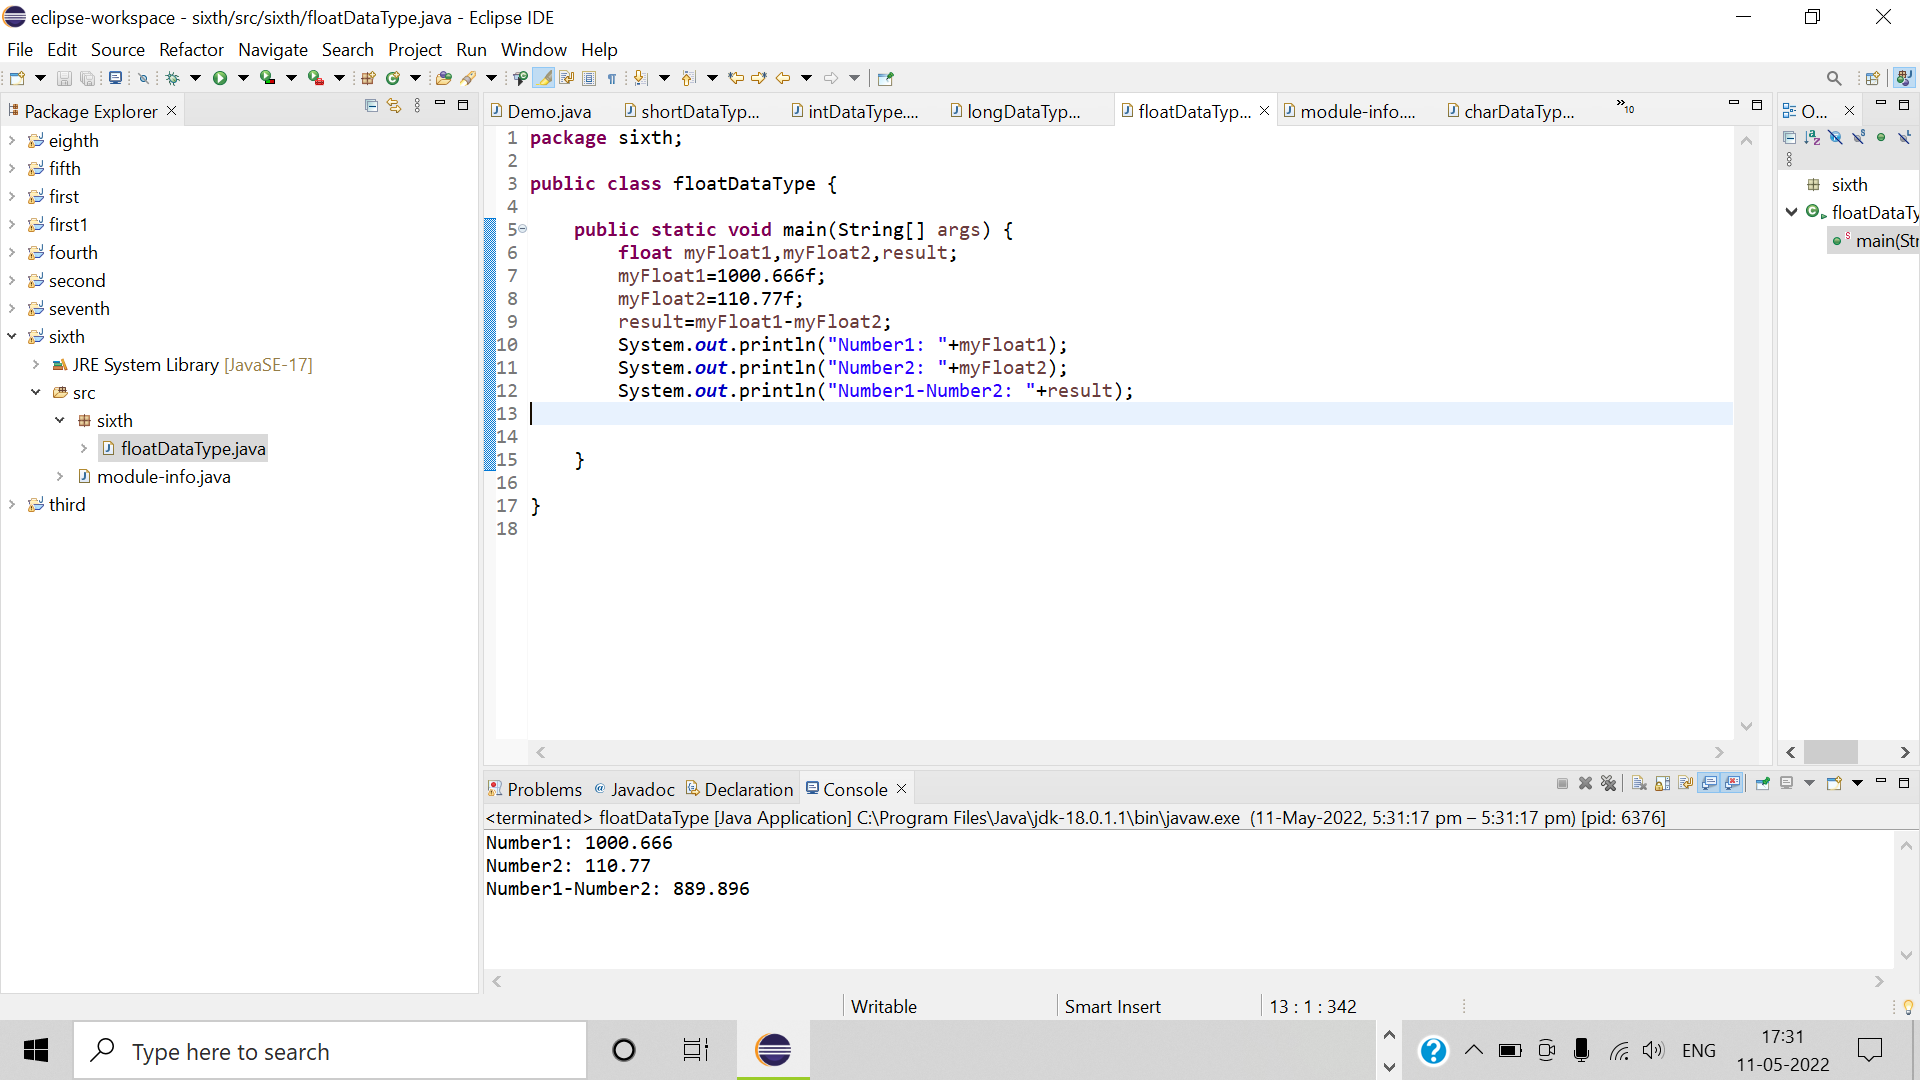 eclipse-workspace - sixth/src/sixth/floatDataType.java - Eclipse IDE
File Edit Source Refactor Navigate Search Project Run Window Help
Package Explorer
eighth
fifth
first
first1
fourth
second
seventh
sixth
JRE System Library [JavaSE-17]
src
sixth
floatDataType.java
module-info.java
third
Demo.java shortDataTyp... intDataType.... longDataTyp... floatDataTyp... module-info.... charDataTyp... »10
1 package sixth;
2
3 public class floatDataType {
4
5 public static void main(String[] args) {
6 float myFloat1,myFloat2,result;
7 myFloat1=1000.666f;
8 myFloat2=110.77f;
9 result=myFloat1-myFloat2;
10 System.out.println("Number1: "+myFloat1);
11 System.out.println("Number2: "+myFloat2);
12 System.out.println("Number1-Number2: "+result);
13
14
15 }
16
17 }
18
O...
sixth
floatDataTy
main(Str
Problems Javadoc Declaration Console
<terminated> floatDataType [Java Application] C:\Program Files\Java\jdk-18.0.1.1\bin\javaw.exe (11-May-2022, 5:31:17 pm – 5:31:17 pm) [pid: 6376]
Number1: 1000.666
Number2: 110.77
Number1-Number2: 889.896
Writable Smart Insert 13 : 1 : 342
Type here to search
ENG
17:31
11-05-2022